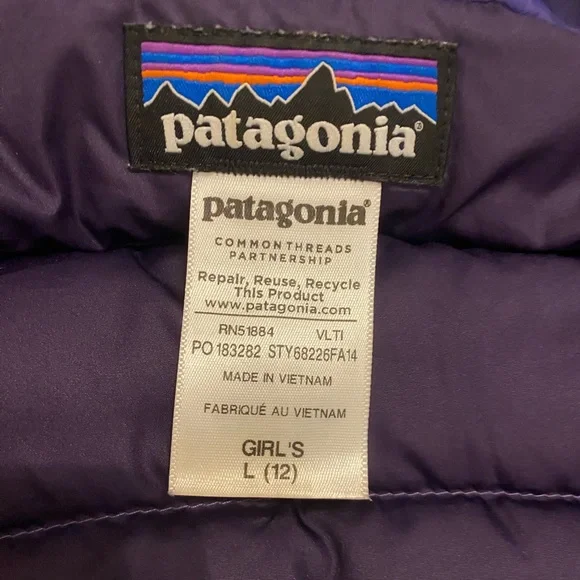 patagonia®
patagonia®
COMMON THREADS
PARTNERSHIP
Repair, Reuse, Recycle
This Product
www.patagonia.com
RN51884 VLTI
PO 183282 STY68226FA14
MADE IN VIETNAM
FABRIQUÉ AU VIETNAM
GIRL'S
L (12)